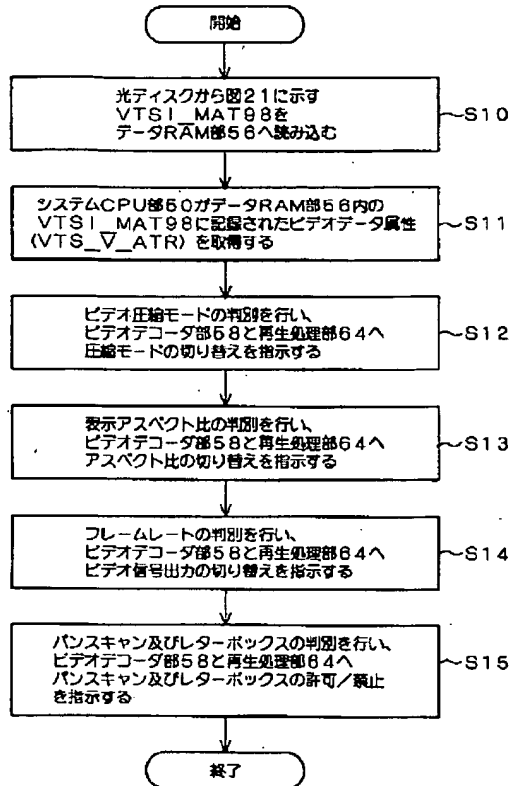 開始
光ディスクから図21に示す
VTSI_MAT98を
データRAM部56へ読み込む
S10
システムCPU部50がデータRAM部56内の
VTSI_MAT98に記録されたビデオデータ属性
(VTS_V_ATR)を取得する
S11
ビデオ圧縮モードの判別を行い、
ビデオデコーダ部58と再生処理部64へ
圧縮モードの切り替えを指示する
S12
表示アスペクト比の判別を行い、
ビデオデコーダ部58と再生処理部64へ
アスペクト比の切り替えを指示する
S13
フレームレートの判別を行い、
ビデオデコーダ部58と再生処理部64へ
ビデオ信号出力の切り替えを指示する
S14
パンスキャン及びレターボックスの判別を行い、
ビデオデコーダ部58と再生処理部64へ
パンスキャン及びレターボックスの許可/禁止
を指示する
S15
終了